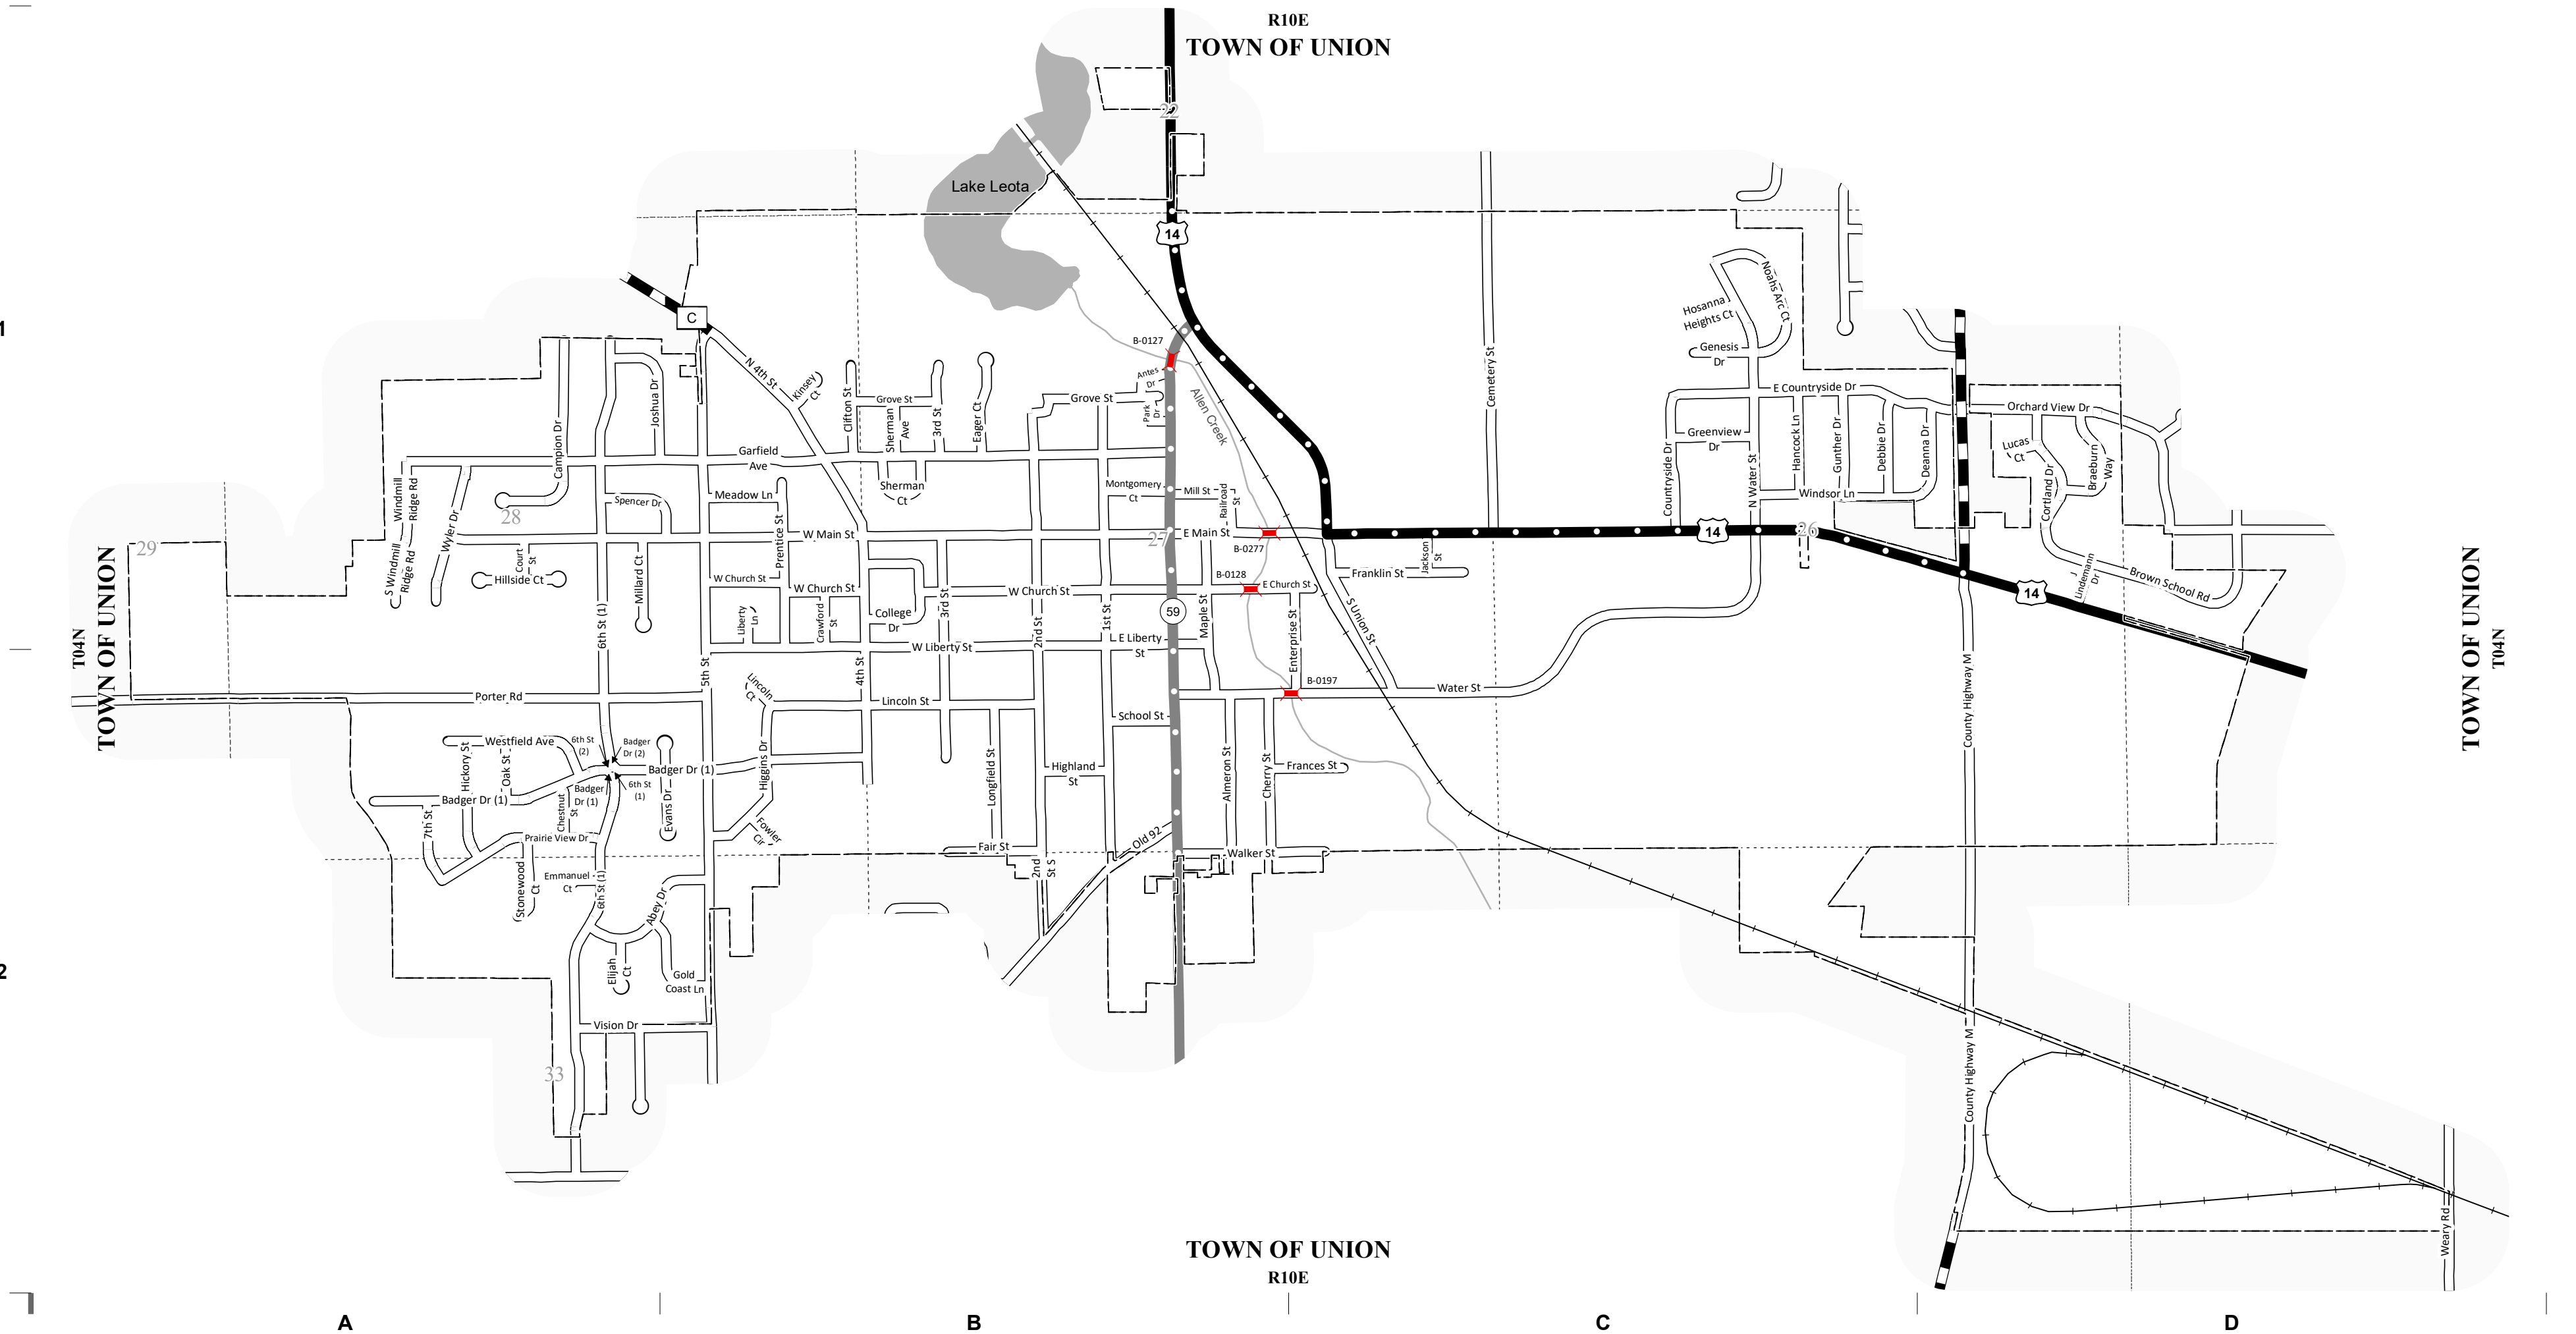 R10E
TOWN OF UNION
22
Lake Leota
14
C
1
B-0127
Antes
Dr
Allen Creek
Cemetery St
Noahs Arc Ct
Hosanna
Heights Ct
Genesis
Dr
N 4th St
Kinsey
Ct
Clifton St
Grove St
Sherman
Ave
3rd St
Eager Ct
Grove St
Park
Dr
Joshua Dr
Campion Dr
E Countryside Dr
Orchard View Dr
Greenview
Dr
Countryside Dr
N Water St
Hancock Ln
Gunther Dr
Debbie Dr
Deanna Dr
Lucas
Ct
Cortland Dr
Braeburn
Way
Garfield
Ave
Sherman
Ct
Montgomery
Ct
Mill St
Railroad
St
Windsor Ln
Windmill
Ridge Rd
Spencer Dr
Meadow Ln
Prentice St
28
Wyler Dr
W Main St
27
E Main St
B-0277
14
26
29
Court
St
Hillside Ct
S Windmill
Ridge Rd
Millard Ct
W Church St
W Church St
W Church St
B-0128
E Church St
Franklin St
Jackson
St
Lindemann
Dr
Brown School Rd
14
6th St (1)
Liberty
Ln
Crawford
St
College
Dr
3rd St
2nd St
1st St
59
Maple St
Enterprise St
S Union St
T04N
TOWN OF UNION
TOWN OF UNION
T04N
W Liberty St
E Liberty
St
5th St
4th St
Porter Rd
Lincoln
Ct
Lincoln St
B-0197
Water St
County Highway M
School St
Westfield Ave
6th St
(2)
Badger
Dr (2)
Hickory St
Oak St
Badger Dr (1)
Higgins Dr
Longfield St
Highland
St
Almeron St
Cherry St
Frances St
Badger Dr (1)
Badger
Dr (1)
6th St
(1)
Chestnut
St
Evans Dr
7th St
Prairie View Dr
Fowler
Cir
Old 92
Fair St
Walker St
2nd
St S
Stonewood
Ct
Emmanuel
Ct
6th St (1)
Abey Dr
Elijah
Ct
Gold
Coast Ln
2
Vision Dr
33
County Highway M
Weary Rd
TOWN OF UNION
R10E
A
B
C
D